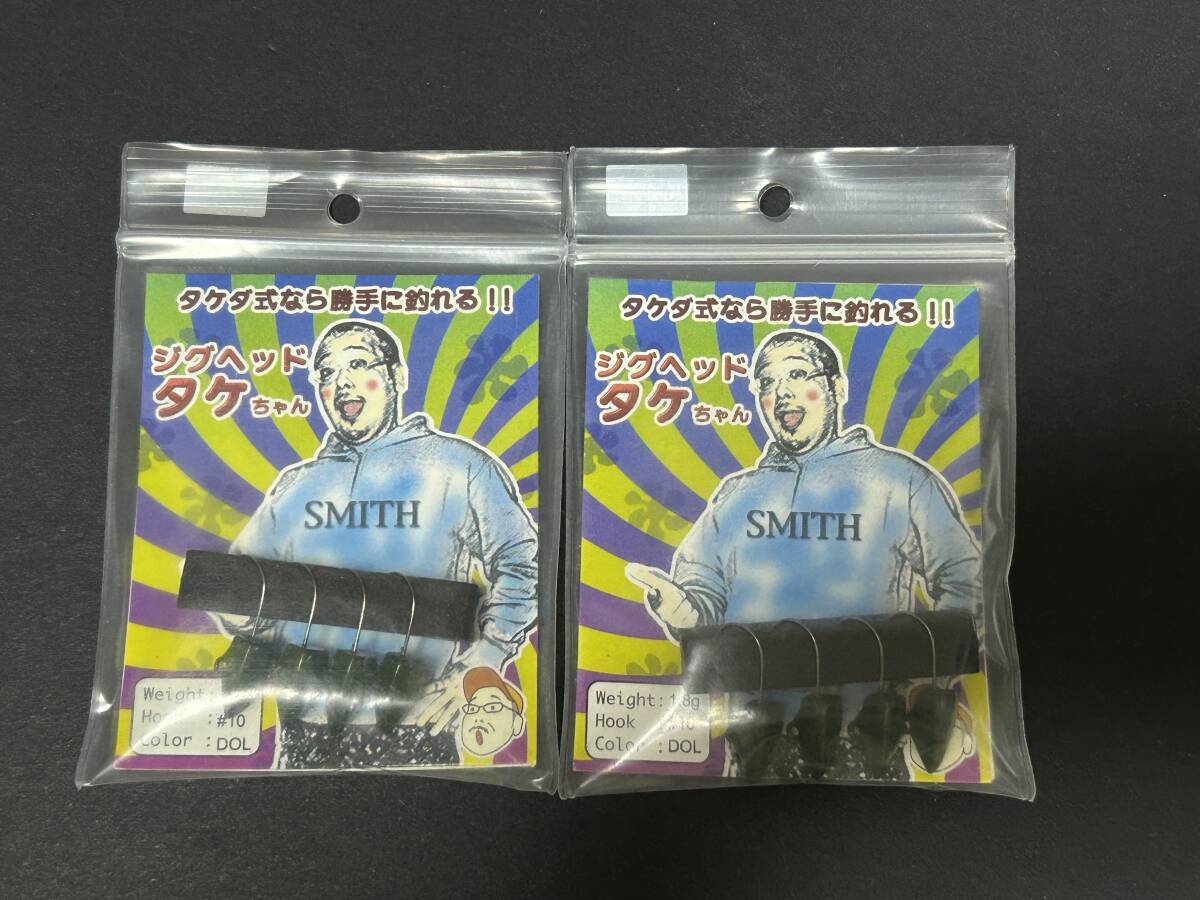 タケダ式なら勝手に釣れる!!
ジグヘッド
タケちゃん
SMITH
Weight:
Hook :#10
Color :DOL
タケダ式なら勝手に釣れる!!
ジグヘッド
タケちゃん
SMITH
Weight:1.8g
Hook :#10
Color :DOL